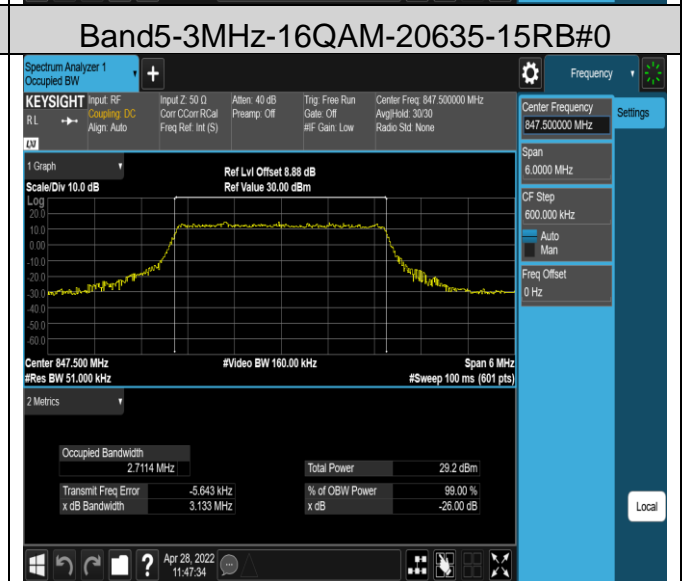 Band5-3MHz-16QAM-20635-15RB#0
Spectrum Analyzer 1
Occupied BW
Frequency
KEYSIGHT
RL
Input: RF
Coupling: DC
Align: Auto
Input Z: 50 Ω
Corr CCorr RCal
Freq Ref: Int (S)
Atten: 40 dB
Preamp: Off
Trig: Free Run
Gate: Off
#IF Gain: Low
Center Freq: 847.500000 MHz
Avg|Hold: 30/30
Radio Std: None
Center Frequency
847.500000 MHz
Settings
Span
6.0000 MHz
CF Step
600.000 kHz
Auto
Man
Freq Offset
0 Hz
1 Graph
Scale/Div 10.0 dB
Ref Lvl Offset 8.88 dB
Ref Value 30.00 dBm
Log
20.0
10.0
0.00
-10.0
-20.0
-30.0
-40.0
-50.0
-60.0
Center 847.500 MHz
#Video BW 160.00 kHz
Span 6 MHz
#Res BW 51.000 kHz
#Sweep 100 ms (601 pts)
2 Metrics
Occupied Bandwidth
2.7114 MHz
Total Power 29.2 dBm
Transmit Freq Error -5.643 kHz
% of OBW Power 99.00 %
x dB Bandwidth 3.133 MHz
x dB -26.00 dB
Local
Apr 28, 2022
11:47:34